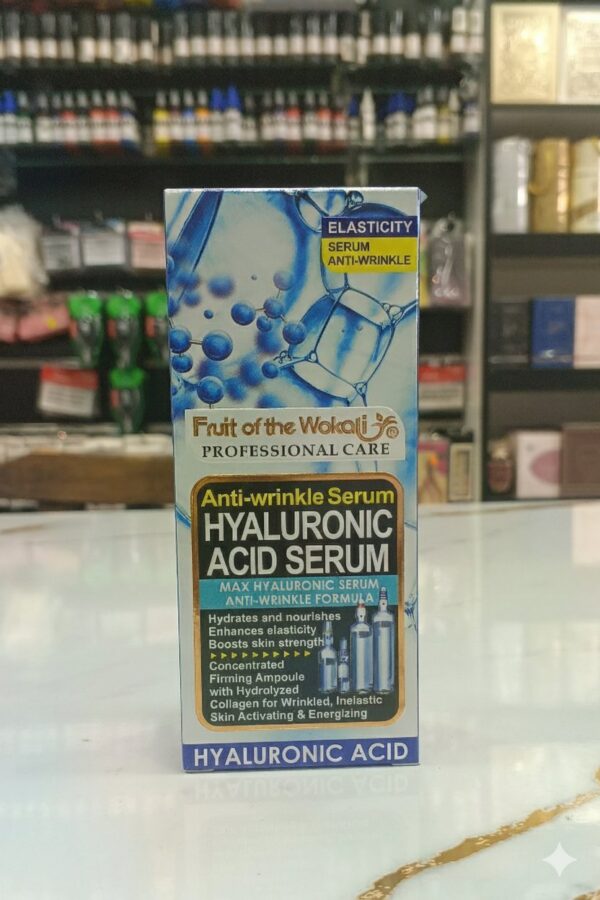 ELASTICITY
SERUM
ANTI-WRINKLE
Fruit of the Wokali ®
PROFESSIONAL CARE
Anti-wrinkle Serum
HYALURONIC
ACID SERUM
MAX HYALURONIC SERUM
ANTI-WRINKLE FORMULA
Hydrates and nourishes
Enhances elasticity
Boosts skin strength
Concentrated
Firming Ampoule
with Hydrolyzed
Collagen for Wrinkled, Inelastic
Skin Activating & Energizing
HYALURONIC ACID